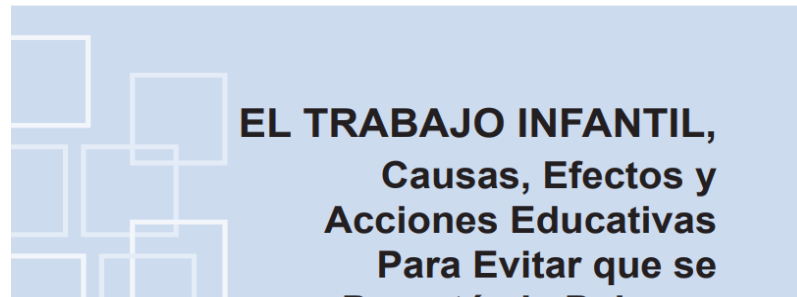 EL TRABAJO INFANTIL,
Causas, Efectos y
Acciones Educativas
Para Evitar que se